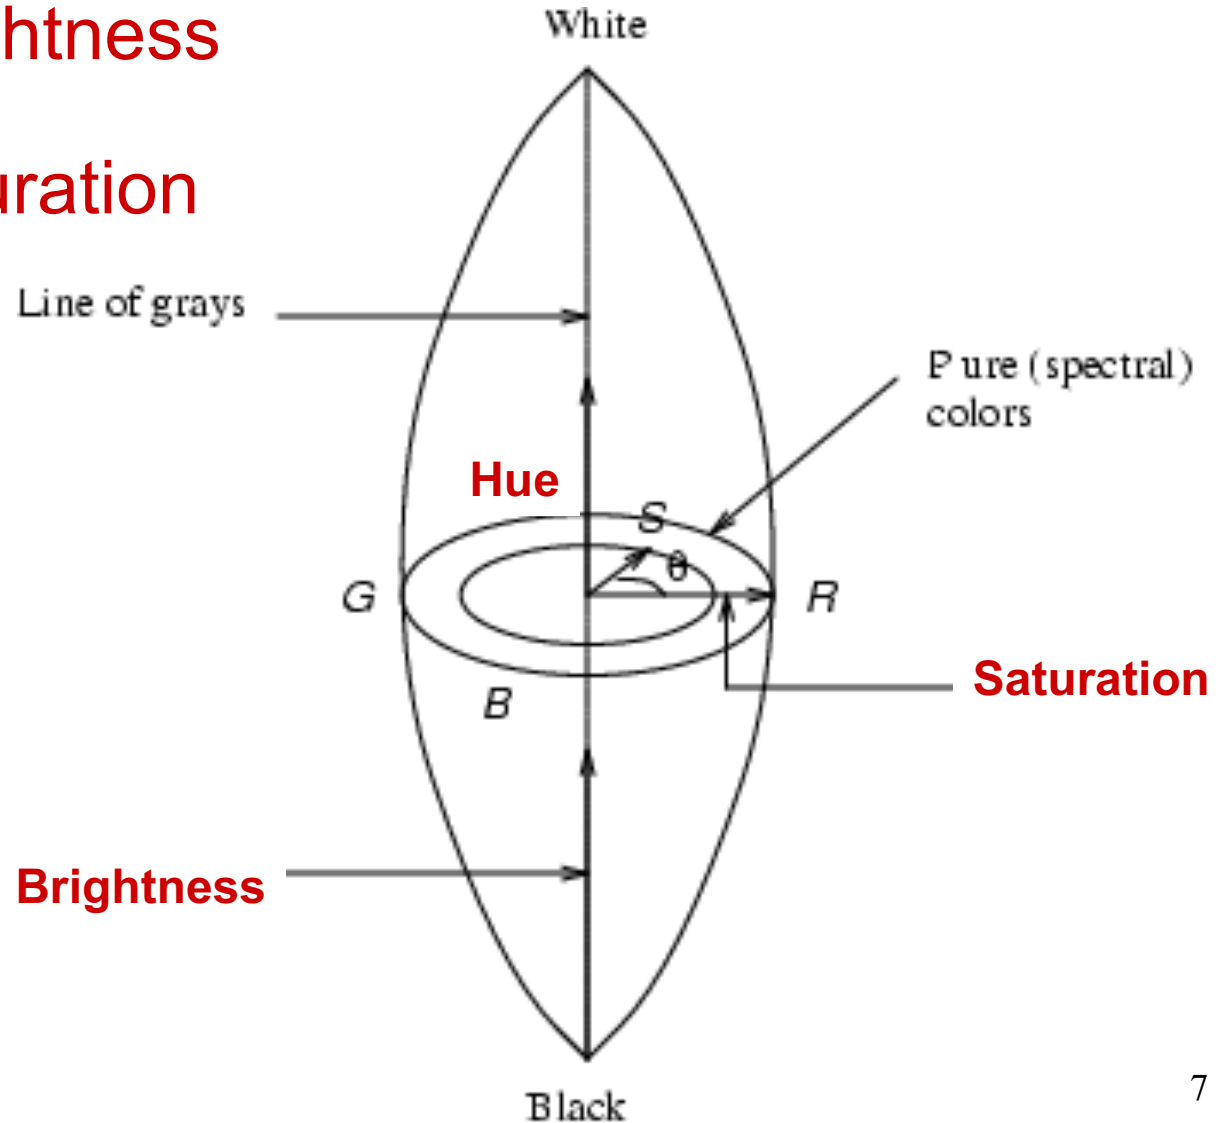 htness
White
uration
Line of grays
Pure (spectral)
colors
Hue
S
θ
G
R
Saturation
B
Brightness
7
Black